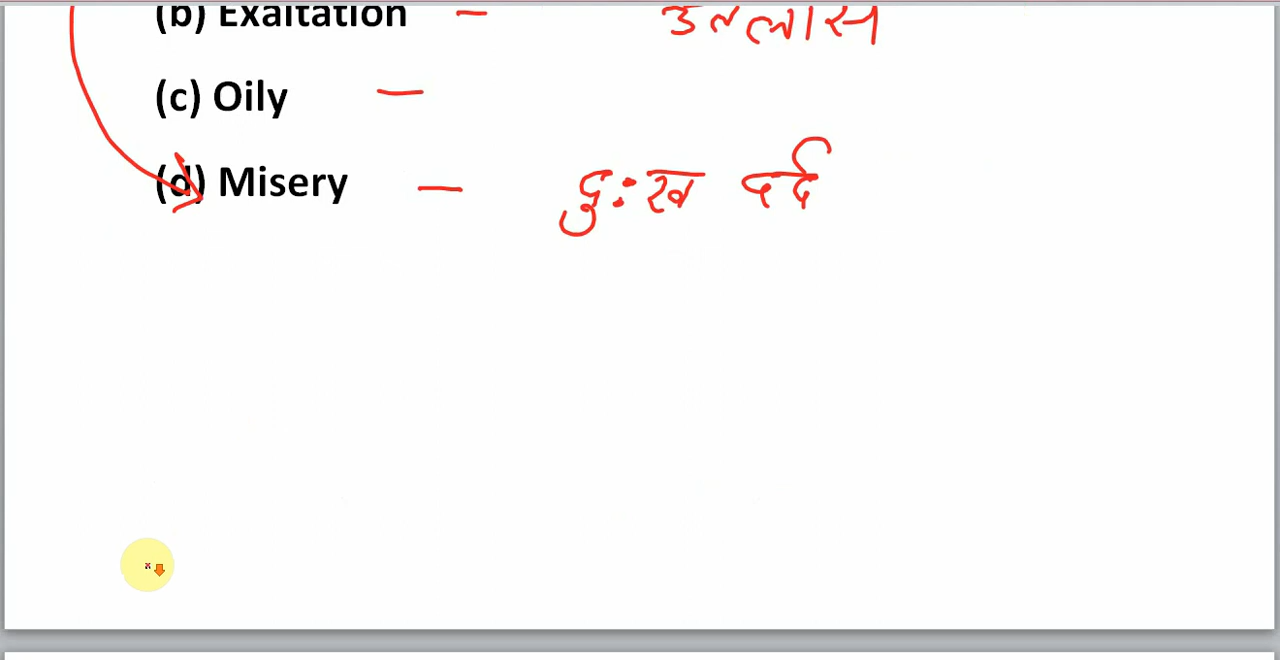 (b) Exaltation – उल्लास
(c) Oily –
(d) Misery – दुःख दर्द